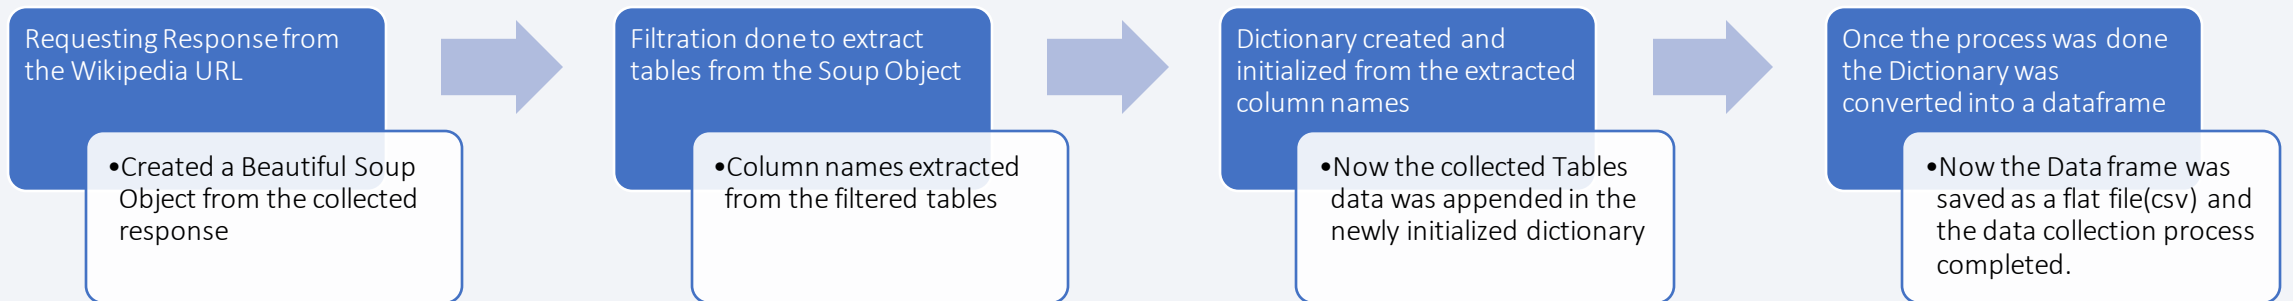 Requesting Response from
the Wikipedia URL
•Created a Beautiful Soup
Object from the collected
response
Filtration done to extract
tables from the Soup Object
•Column names extracted
from the filtered tables
Dictionary created and
initialized from the extracted
column names
•Now the collected Tables
data was appended in the
newly initialized dictionary
Once the process was done
the Dictionary was
converted into a dataframe
•Now the Data frame was
saved as a flat file(csv) and
the data collection process
completed.